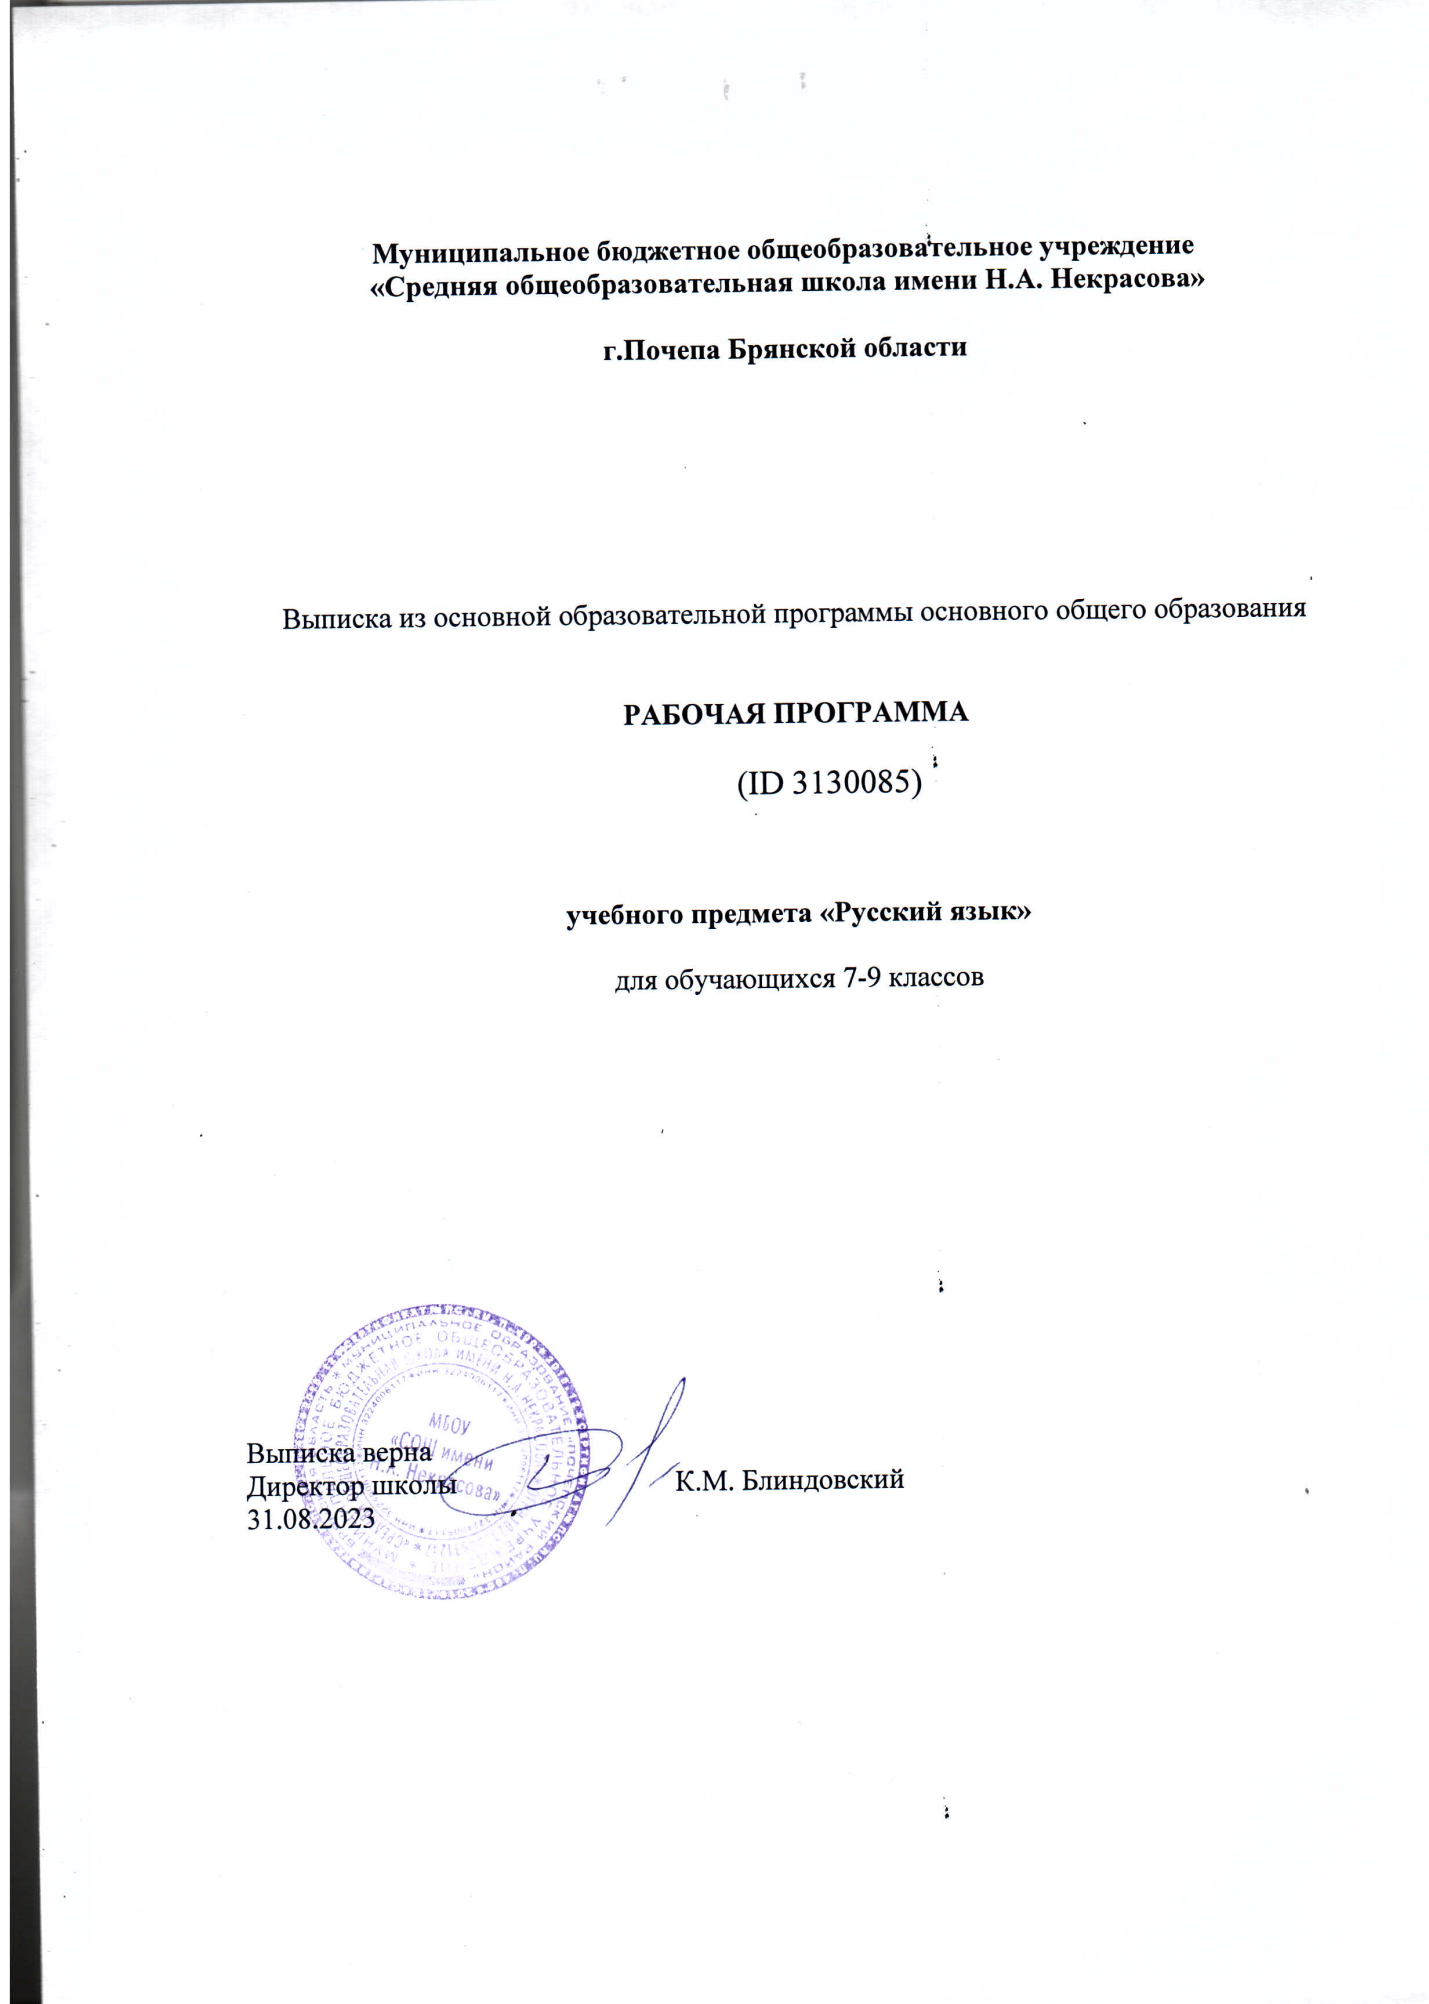 Муниципальное бюджетное общеобразовательное учреждение
«Средняя общеобразовательная школа имени Н.А. Некрасова»
г.Почепа Брянской области
Выписка из основной образовательной программы основного общего образования
РАБОЧАЯ ПРОГРАММА
(ID 3130085)
учебного предмета «Русский язык»
для обучающихся 7-9 классов
МБОУ
«СОШ имени
Н.А. Некрасова»
Выписка верна
Директор школы К.М. Блиндовский
31.08.2023